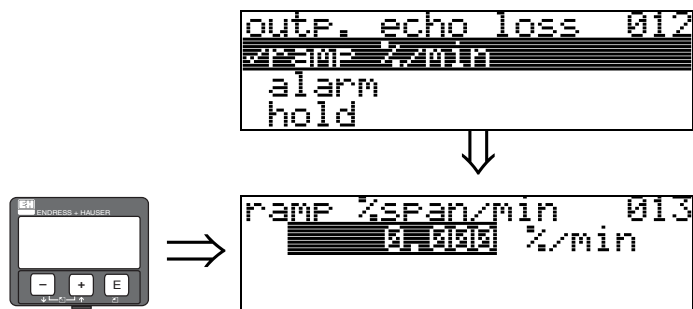 outp. echo loss 012
✓ramp %/min
alarm
hold
ENDRESS + HAUSER
- + E
ramp %span/min 013
0.000 %/min